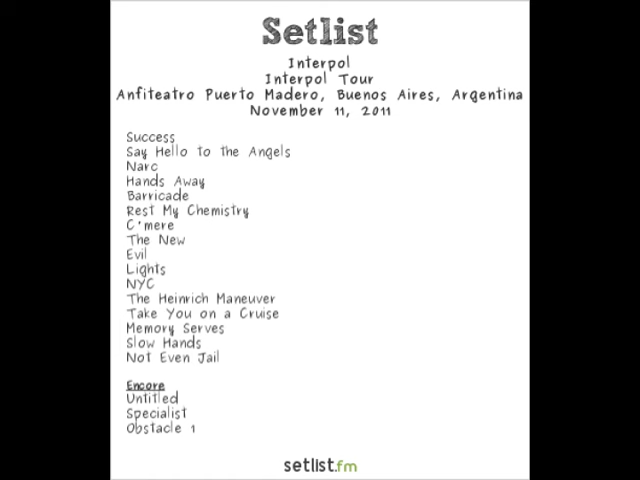 Setlist
Interpol
Interpol Tour
Anfiteatro Puerto Madero, Buenos Aires, Argentina
November 11, 2011
Success
Say Hello to the Angels
Narc
Hands Away
Barricade
Rest My Chemistry
C'mere
The New
Evil
Lights
NYC
The Heinrich Maneuver
Take You on a Cruise
Memory Serves
Slow Hands
Not Even Jail
Encore
Untitled
Specialist
Obstacle 1
setlist.fm